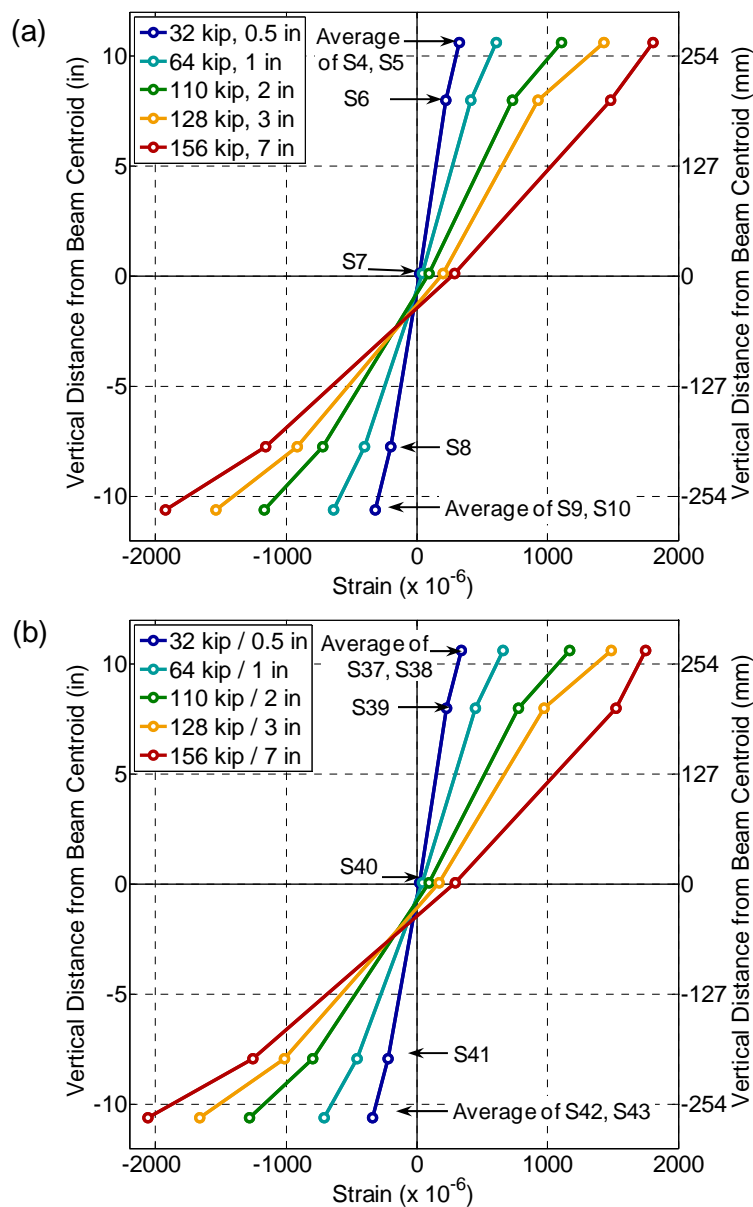 (a)
32 kip, 0.5 in
64 kip, 1 in
110 kip, 2 in
128 kip, 3 in
156 kip, 7 in
Average
of S4, S5
S6
S7
S8
Average of S9, S10
10
5
0
-5
-10
Vertical Distance from Beam Centroid (in)
254
127
0
-127
-254
Vertical Distance from Beam Centroid (mm)
-2000 -1000 0 1000 2000
Strain (x 10⁻⁶)
(b)
32 kip / 0.5 in
64 kip / 1 in
110 kip / 2 in
128 kip / 3 in
156 kip / 7 in
Average of
S37, S38
S39
S40
S41
Average of S42, S43
10
5
0
-5
-10
Vertical Distance from Beam Centroid (in)
254
127
0
-127
-254
Vertical Distance from Beam Centroid (mm)
-2000 -1000 0 1000 2000
Strain (x 10⁻⁶)